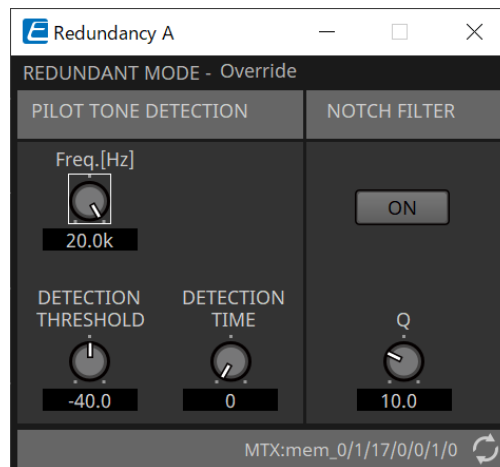 Redundancy A
REDUNDANT MODE - Override
PILOT TONE DETECTION
NOTCH FILTER
Freq.[Hz]
20.0k
ON
DETECTION
THRESHOLD
-40.0
DETECTION
TIME
0
Q
10.0
MTX:mem_0/1/17/0/0/1/0